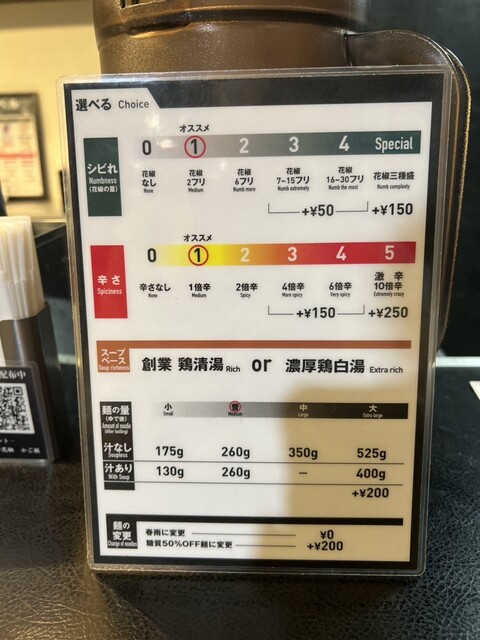 選べる Choice
オススメ
シビれ
Numbness
(花椒の量)
0 1 2 3 4 Special
花椒なし 花椒2フリ 花椒6フリ 花椒7~15フリ 花椒16~30フリ 花椒三種盛
None Medium Numb more Numb extremely Numb the most Numb completely
+¥50 +¥150
オススメ
辛さ
Spiciness
0 1 2 3 4 5
辛さなし 1倍辛 2倍辛 4倍辛 6倍辛 激辛10倍辛
None Medium Spicy More spicy Very spicy Extremely crazy
+¥150 +¥250
スープベース
Soup richness
創業 鶏清湯 Rich or 濃厚鶏白湯 Extra rich
麺の量
(ゆで後)
Amount of noodle
(After boiling)
小 普 中 大
Small Medium Large Extra large
汁なし
Soupless
175g 260g 350g 525g
汁あり
With Soup
130g 260g — 400g
+¥200
麺の変更
Change of noodles
春雨に変更 ¥0
糖質50%OFF麺に変更 +¥200
配布中